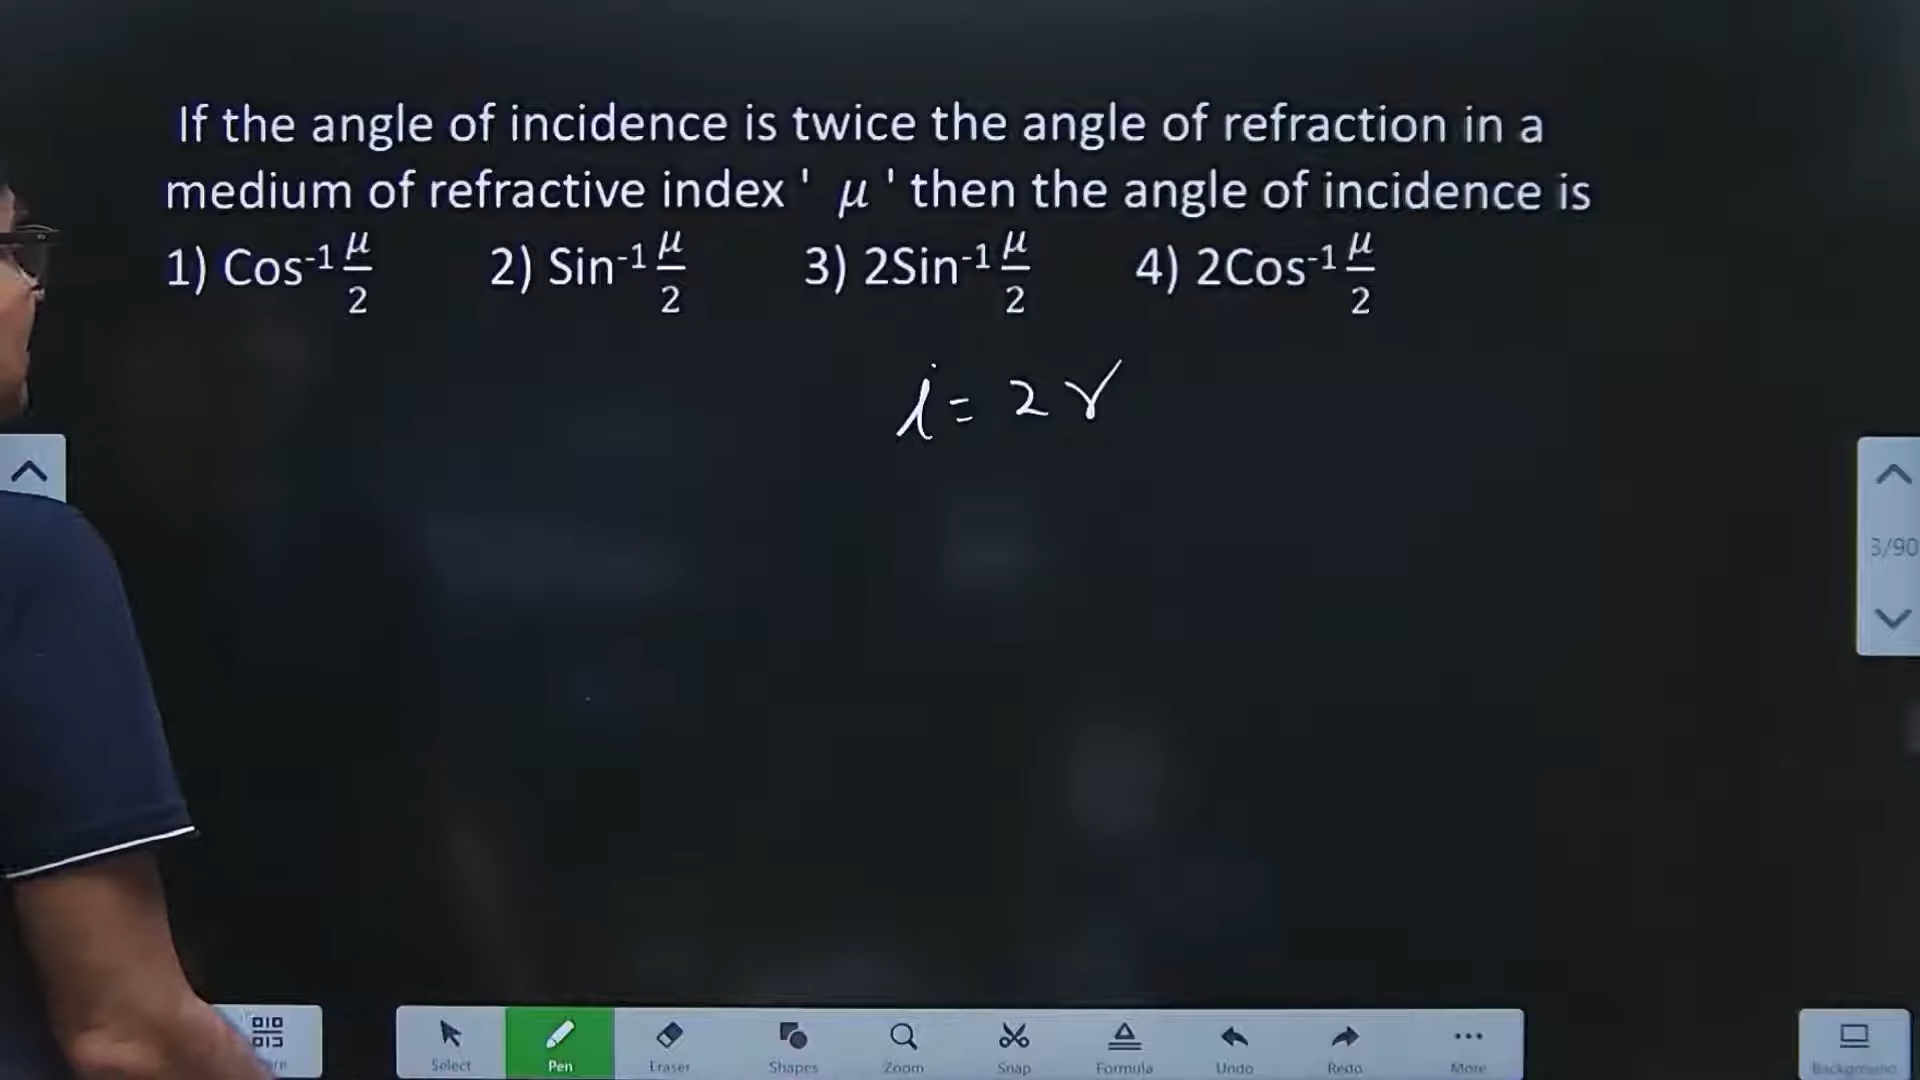 If the angle of incidence is twice the angle of refraction in a
medium of refractive index ' μ ' then the angle of incidence is
1) Cos⁻¹ μ/2 2) Sin⁻¹ μ/2 3) 2Sin⁻¹ μ/2 4) 2Cos⁻¹ μ/2
i = 2r
3/90
Select Pen Eraser Shapes Zoom Snap Formula Undo Redo More Background